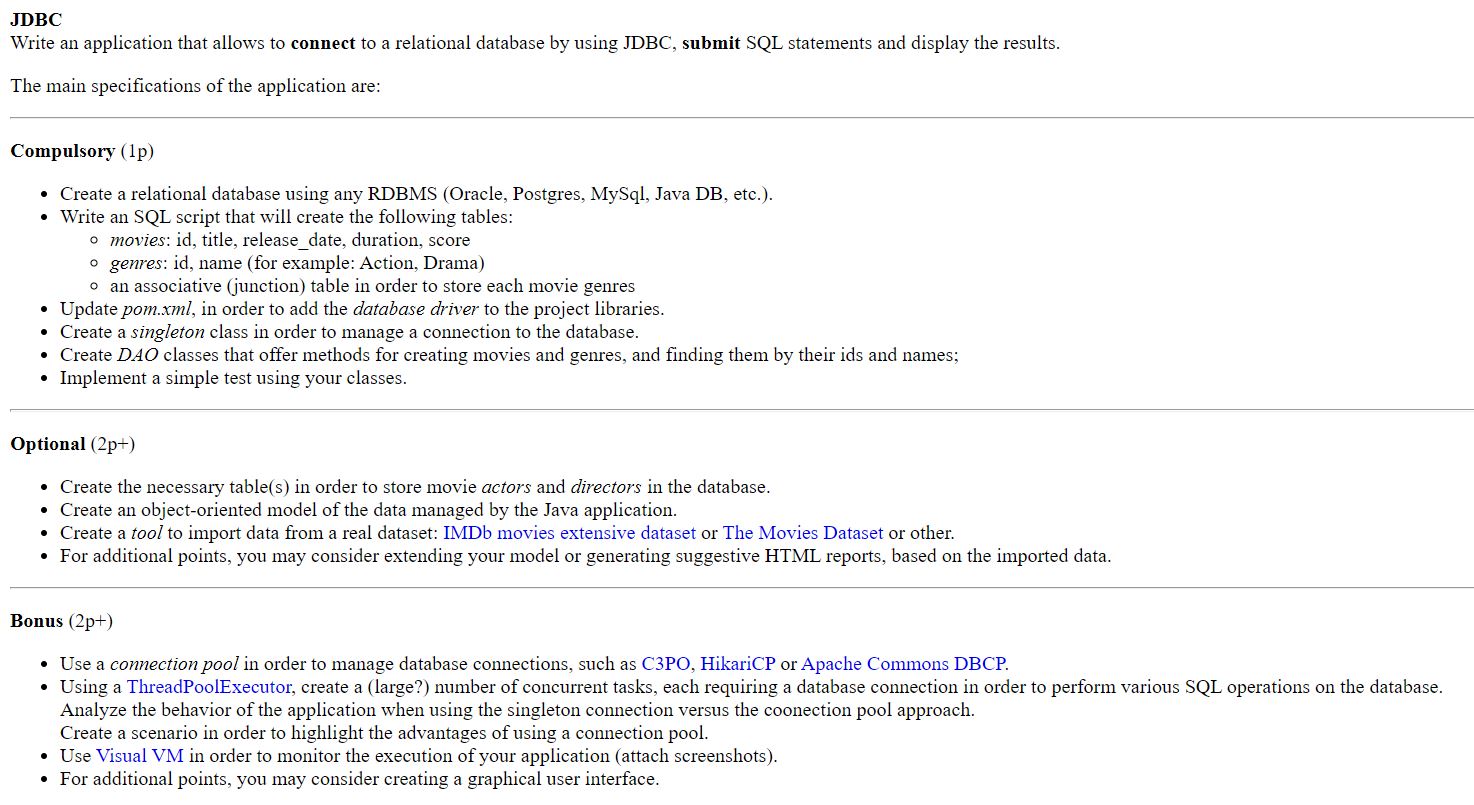 JDBC
Write an application that allows to connect to a relational database by using JDBC, submit SQL statements and display the results.
The main specifications of the application are:
Compulsory (1p)
• Create a relational database using any RDBMS (Oracle, Postgres, MySql, Java DB, etc.).
• Write an SQL script that will create the following tables:
◦ movies: id, title, release_date, duration, score
◦ genres: id, name (for example: Action, Drama)
◦ an associative (junction) table in order to store each movie genres
• Update pom.xml, in order to add the database driver to the project libraries.
• Create a singleton class in order to manage a connection to the database.
• Create DAO classes that offer methods for creating movies and genres, and finding them by their ids and names;
• Implement a simple test using your classes.
Optional (2p+)
• Create the necessary table(s) in order to store movie actors and directors in the database.
• Create an object-oriented model of the data managed by the Java application.
• Create a tool to import data from a real dataset: IMDb movies extensive dataset or The Movies Dataset or other.
• For additional points, you may consider extending your model or generating suggestive HTML reports, based on the imported data.
Bonus (2p+)
• Use a connection pool in order to manage database connections, such as C3PO, HikariCP or Apache Commons DBCP.
• Using a ThreadPoolExecutor, create a (large?) number of concurrent tasks, each requiring a database connection in order to perform various SQL operations on the database.
Analyze the behavior of the application when using the singleton connection versus the coonection pool approach.
Create a scenario in order to highlight the advantages of using a connection pool.
• Use Visual VM in order to monitor the execution of your application (attach screenshots).
• For additional points, you may consider creating a graphical user interface.